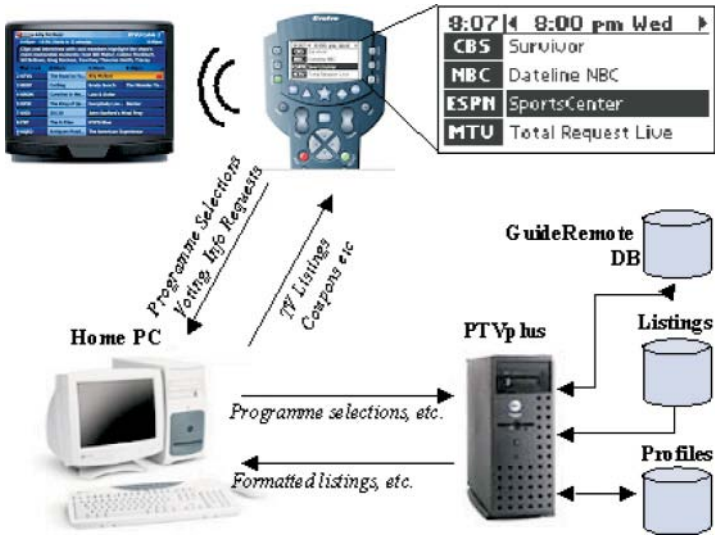 8:07 8:00 pm Wed
CBS Survivor
NBC Dateline NBC
ESPN SportsCenter
MTV Total Request Live
Evolve
Programme Selections
Voting, Info Requests
TV Listings
Coupons etc
GuideRemote
DB
Home PC
PTVplus
Listings
Programme selections, etc.
Formatted listings, etc.
Profiles